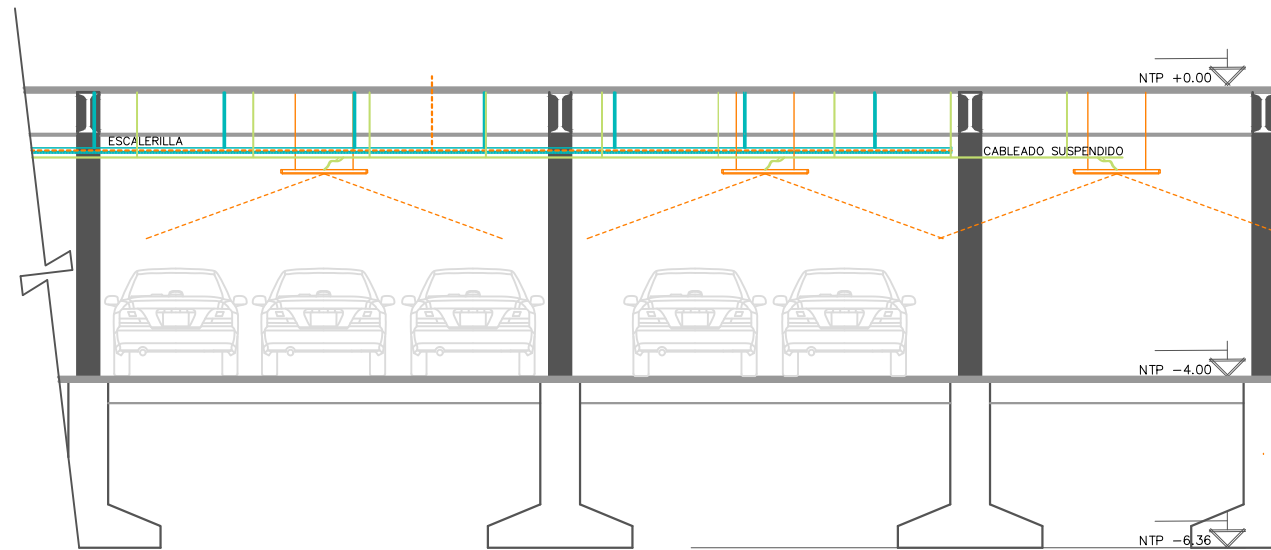 NTP +0.00
ESCALERILLA
CABLEADO SUSPENDIDO
NTP -4.00
NTP -6.36